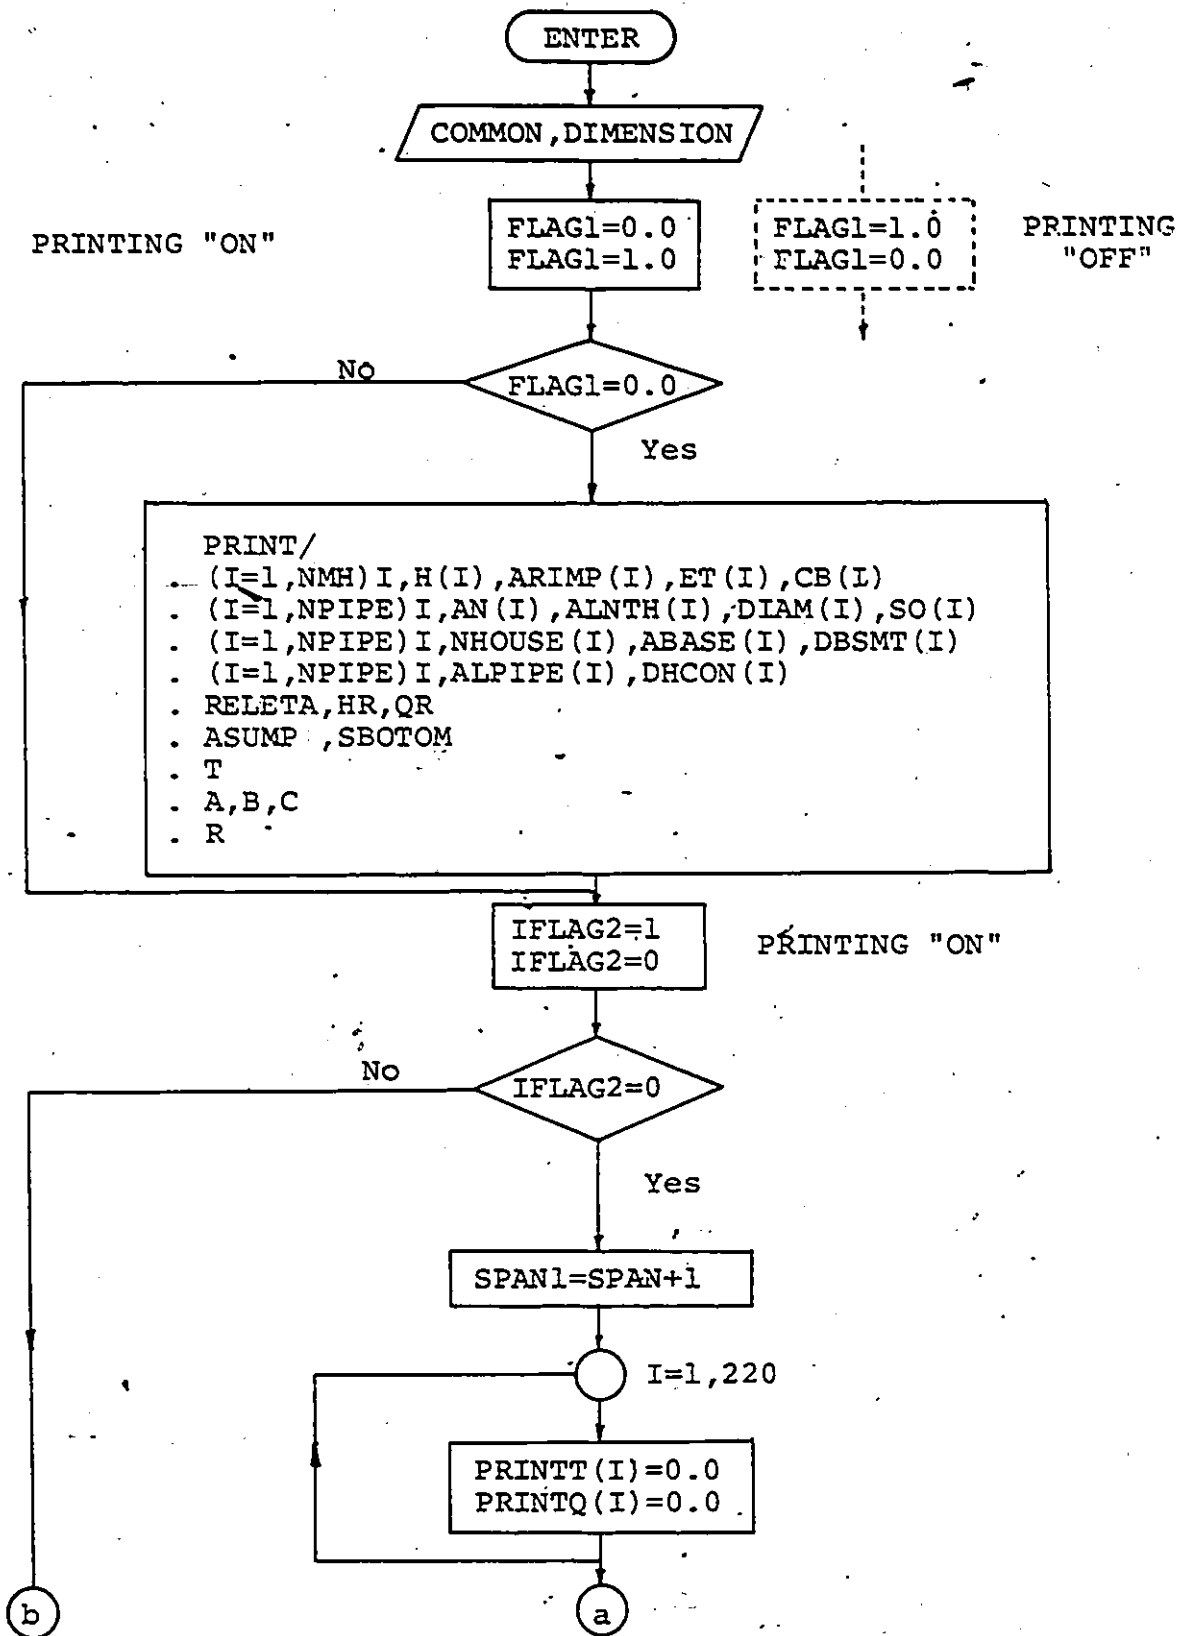 ENTER
COMMON,DIMENSION
PRINTING "ON"
FLAG1=0.0
FLAG1=1.0
FLAG1=1.0
FLAG1=0.0
PRINTING
"OFF"
No
FLAG1=0.0
Yes
PRINT/
. (I=1,NMH)I,H(I),ARIMP(I),ET(I),CB(I)
. (I=1,NPIPE)I,AN(I),ALNTH(I),DIAM(I),SO(I)
. (I=1,NPIPE)I,NHOUSE(I),ABASE(I),DBSMT(I)
. (I=1,NPIPE)I,ALPIPE(I),DHCON(I)
. RELETA,HR,QR
. ASUMP ,SBOTOM
. T
. A,B,C
. R
IFLAG2=1
IFLAG2=0
PRINTING "ON"
No
IFLAG2=0
Yes
SPAN1=SPAN+1
I=1,220
PRINTT(I)=0.0
PRINTQ(I)=0.0
b
a